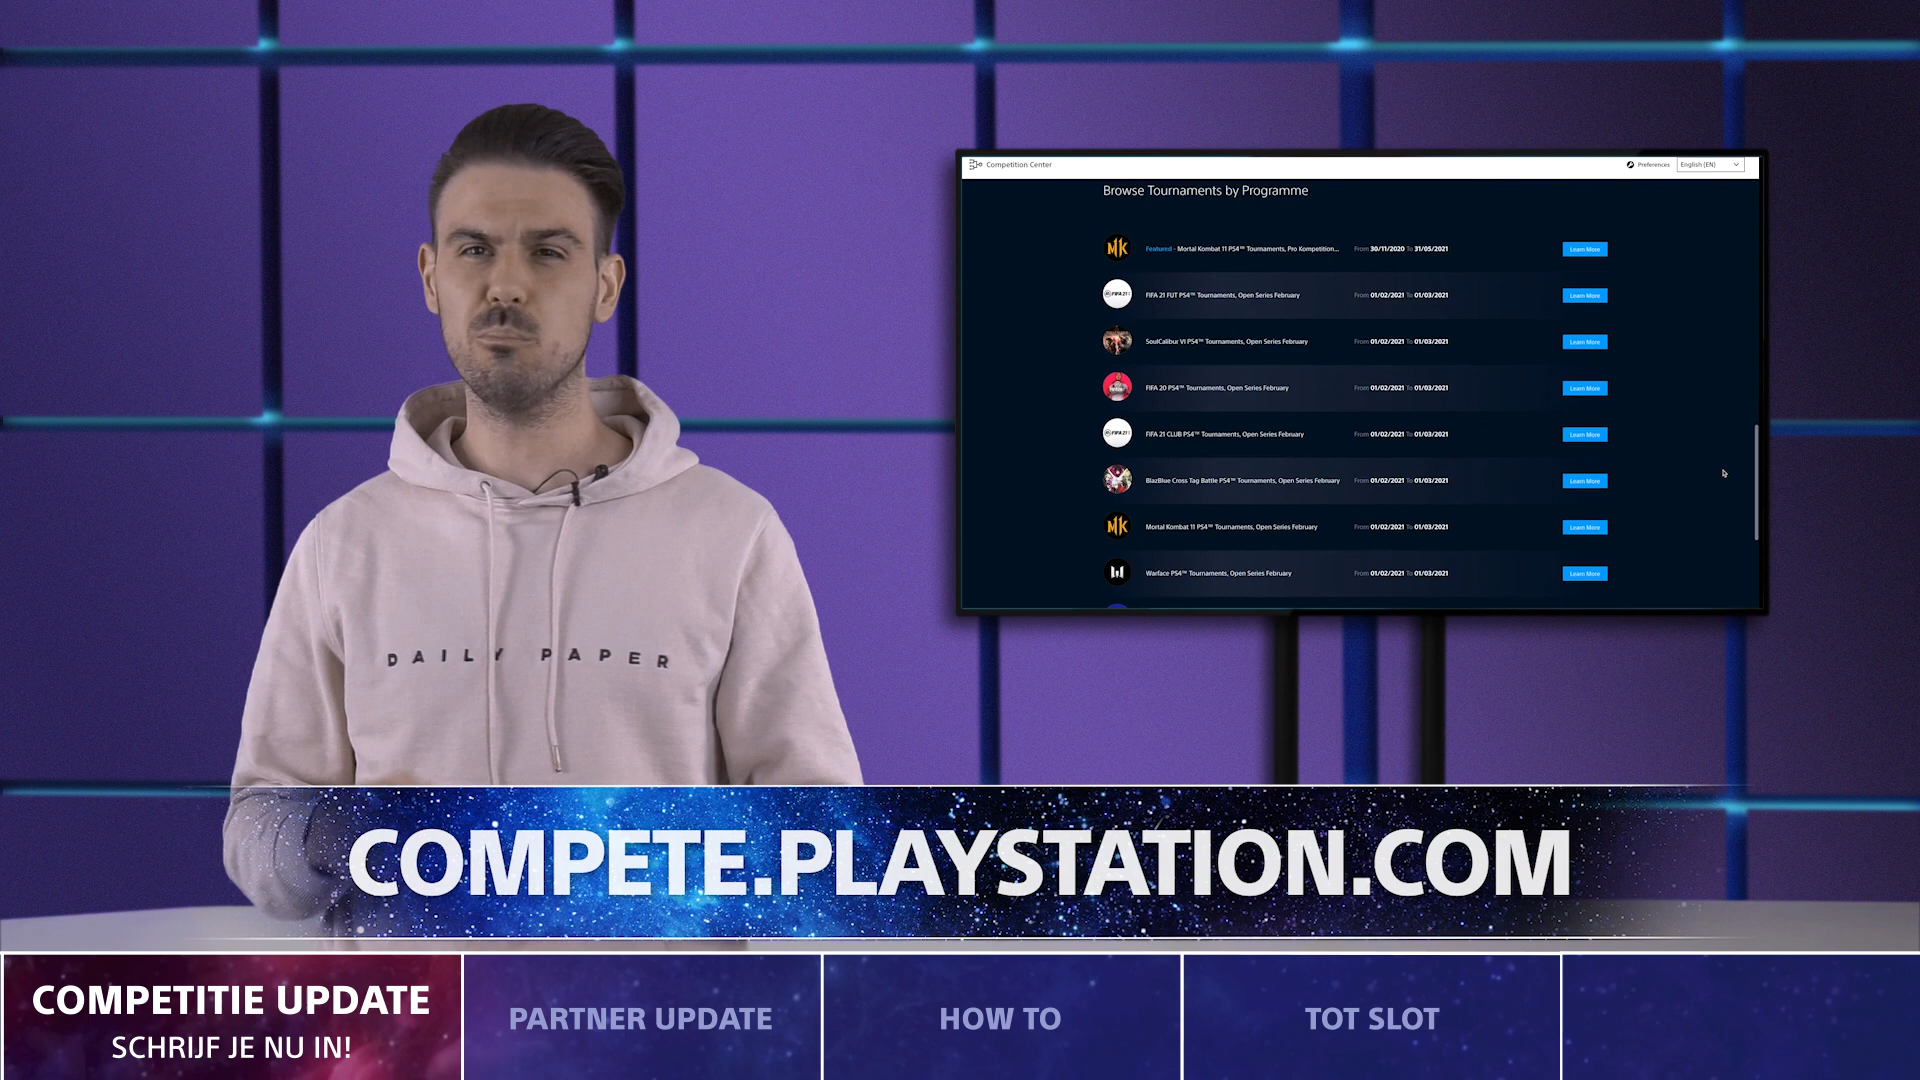 Competition Center
Preferences
English (EN)
Browse Tournaments by Programme
Featured - Mortal Kombat 11 PS4™ Tournaments, Pro Kompetition... From 30/11/2020 To 31/05/2021 Learn More
FIFA 21 FUT PS4™ Tournaments, Open Series February From 01/02/2021 To 01/03/2021 Learn More
SoulCalibur VI PS4™ Tournaments, Open Series February From 01/02/2021 To 01/03/2021 Learn More
FIFA 20 PS4™ Tournaments, Open Series February From 01/02/2021 To 01/03/2021 Learn More
FIFA 21 CLUB PS4™ Tournaments, Open Series February From 01/02/2021 To 01/03/2021 Learn More
BlazBlue Cross Tag Battle PS4™ Tournaments, Open Series February From 01/02/2021 To 01/03/2021 Learn More
Mortal Kombat 11 PS4™ Tournaments, Open Series February From 01/02/2021 To 01/03/2021 Learn More
Warface PS4™ Tournaments, Open Series February From 01/02/2021 To 01/03/2021 Learn More
DAILY PAPER
COMPETE.PLAYSTATION.COM
COMPETITIE UPDATE
SCHRIJF JE NU IN!
PARTNER UPDATE
HOW TO
TOT SLOT